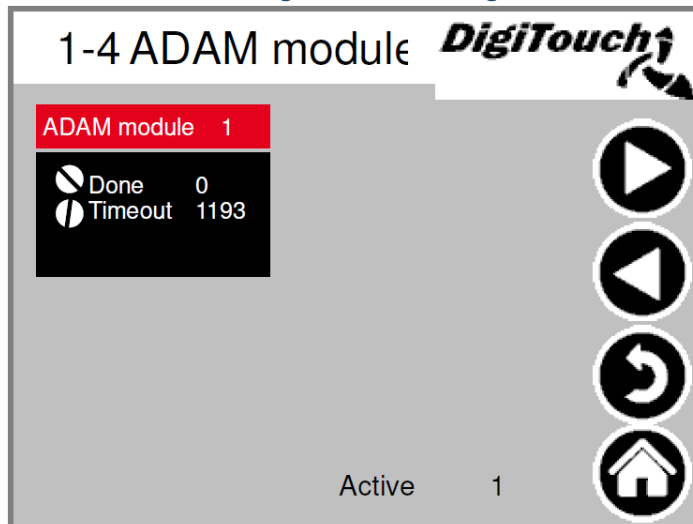 1-4 ADAM module
DigiTouch
ADAM module 1
Done 0
Timeout 1193
Active 1